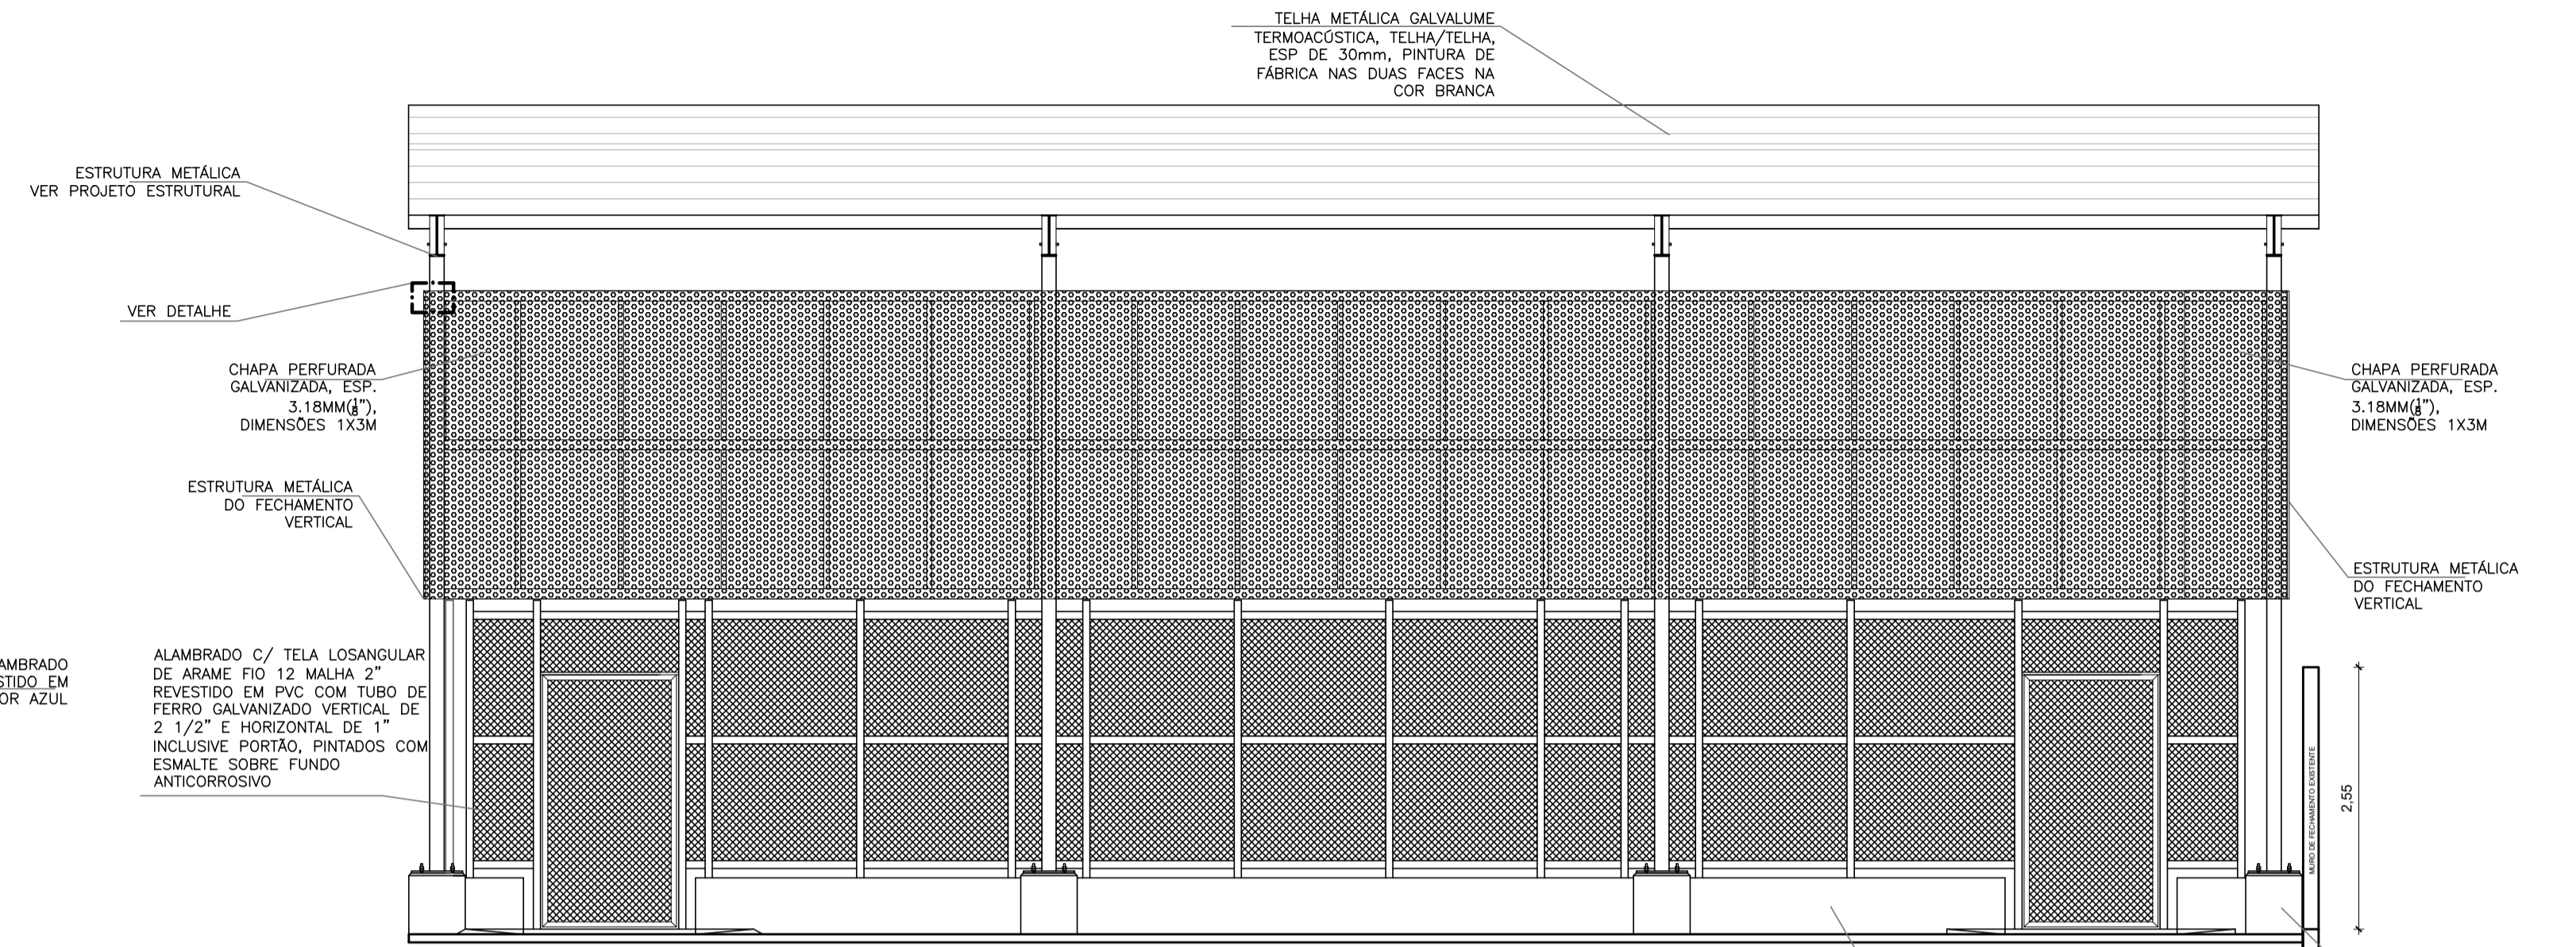 TELHA METÁLICA GALVALUME
TERMOACÚSTICA, TELHA/TELHA,
ESP DE 30mm, PINTURA DE
FÁBRICA NAS DUAS FACES NA
COR BRANCA
ESTRUTURA METÁLICA
VER PROJETO ESTRUTURAL
VER DETALHE
CHAPA PERFURADA
GALVANIZADA, ESP.
3.18MM(1/8"),
DIMENSÕES 1X3M
CHAPA PERFURADA
GALVANIZADA, ESP.
3.18MM(1/8"),
DIMENSÕES 1X3M
ESTRUTURA METÁLICA
DO FECHAMENTO
VERTICAL
ESTRUTURA METÁLICA
DO FECHAMENTO
VERTICAL
AMBRADO
STIDO EM
OR AZUL
ALAMBRADO C/ TELA LOSANGULAR
DE ARAME FIO 12 MALHA 2"
REVESTIDO EM PVC COM TUBO DE
FERRO GALVANIZADO VERTICAL DE
2 1/2" E HORIZONTAL DE 1"
INCLUSIVE PORTÃO, PINTADOS COM
ESMALTE SOBRE FUNDO
ANTICORROSIVO
MURO DE FECHAMENTO EXISTENTE
2,55